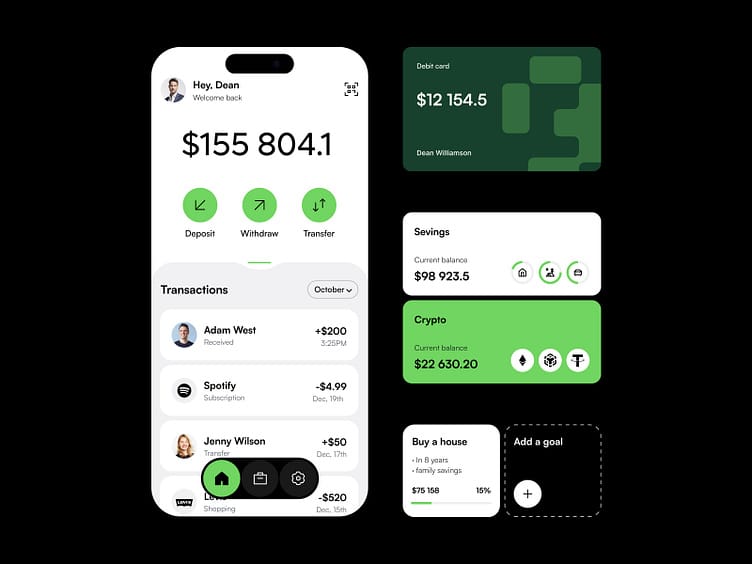 Hey, Dean
Welcome back
$155 804.1
Deposit
Withdraw
Transfer
Transactions
October
Adam West
+$200
Received
3:25PM
Spotify
-$4.99
Subscription
Dec, 19th
Jenny Wilson
+$50
Transfer
Dec, 17th
LEVI'S
Levi's
-$520
Shopping
Dec, 15th
Debit card
$12 154.5
Dean Williamson
Sevings
Current balance
$98 923.5
Crypto
Current balance
$22 630.20
Buy a house
• In 8 years
• family savings
$75 158
15%
Add a goal